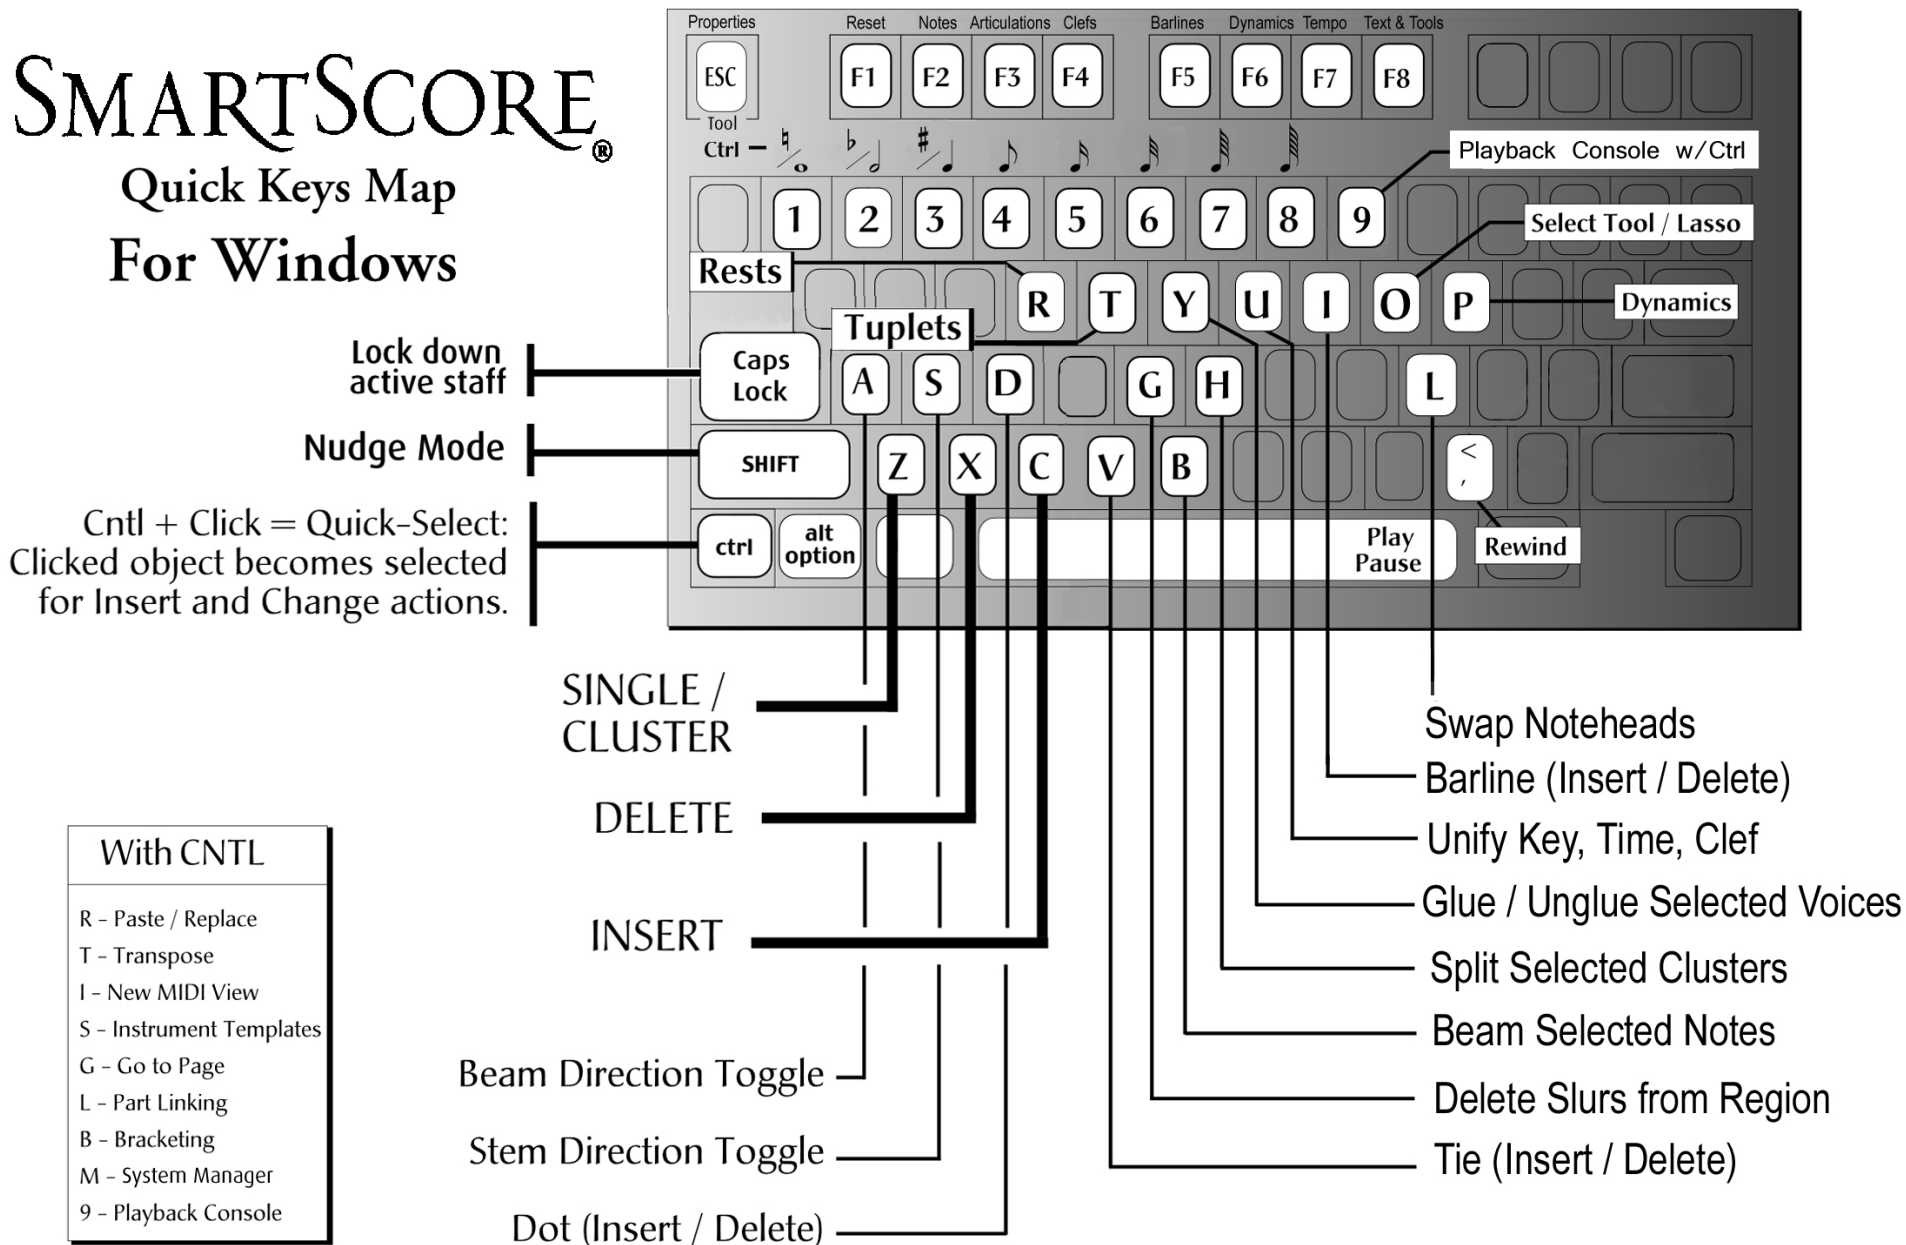 SMARTSCORE®
Quick Keys Map
For Windows
Properties Reset Notes Articulations Clefs Barlines Dynamics Tempo Text & Tools
ESC F1 F2 F3 F4 F5 F6 F7 F8
Tool
Ctrl –
Playback Console w/Ctrl
1 2 3 4 5 6 7 8 9
Select Tool / Lasso
Rests
R T Y U I O P
Dynamics
Tuplets
Lock down
active staff
Caps
Lock
A S D G H L
Nudge Mode
SHIFT
Z X C V B <
,
Cntl + Click = Quick-Select:
Clicked object becomes selected
for Insert and Change actions.
ctrl
alt
option
Play
Pause
Rewind
SINGLE /
CLUSTER
DELETE
INSERT
Beam Direction Toggle
Stem Direction Toggle
Dot (Insert / Delete)
Swap Noteheads
Barline (Insert / Delete)
Unify Key, Time, Clef
Glue / Unglue Selected Voices
Split Selected Clusters
Beam Selected Notes
Delete Slurs from Region
Tie (Insert / Delete)
With CNTL
R - Paste / Replace
T - Transpose
I - New MIDI View
S - Instrument Templates
G - Go to Page
L - Part Linking
B - Bracketing
M - System Manager
9 - Playback Console